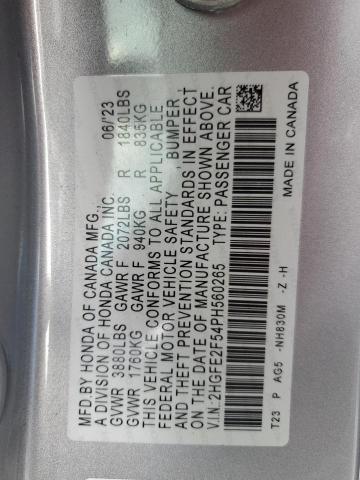 MFD.BY HONDA OF CANADA MFG., 06/'23
A DIVISION OF HONDA CANADA INC.
GVWR 3880LBS GAWR F 2072LBS R 1840LBS
GVWR 1760KG GAWR F 940KG R 835KG
THIS VEHICLE CONFORMS TO ALL APPLICABLE
FEDERAL MOTOR VEHICLE SAFETY, BUMPER,
AND THEFT PREVENTION STANDARDS IN EFFECT
ON THE DATE OF MANUFACTURE SHOWN ABOVE.
V.I.N.:2HGFE2F54PH560265 TYPE: PASSENGER CAR
T23 P AG5 -NH830M -Z -H MADE IN CANADA